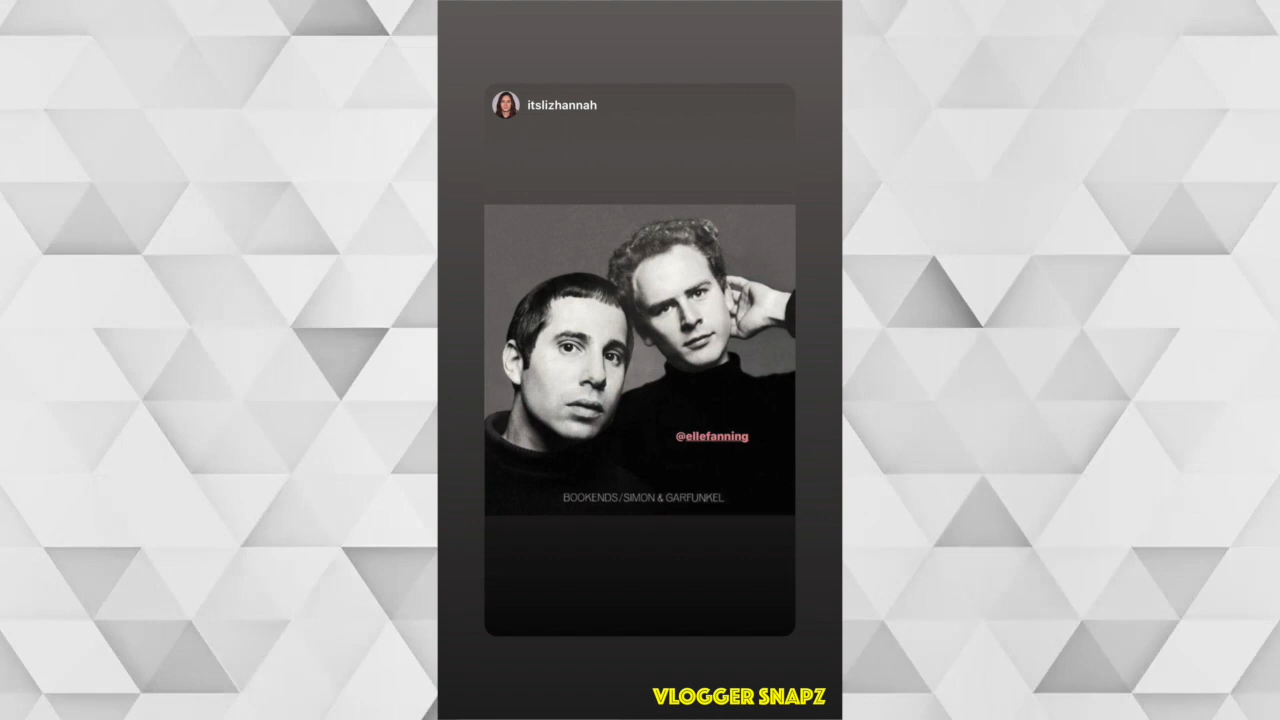 itslizhannah
@ellefanning
BOOKENDS/SIMON & GARFUNKEL
VLOGGER SNAPZ